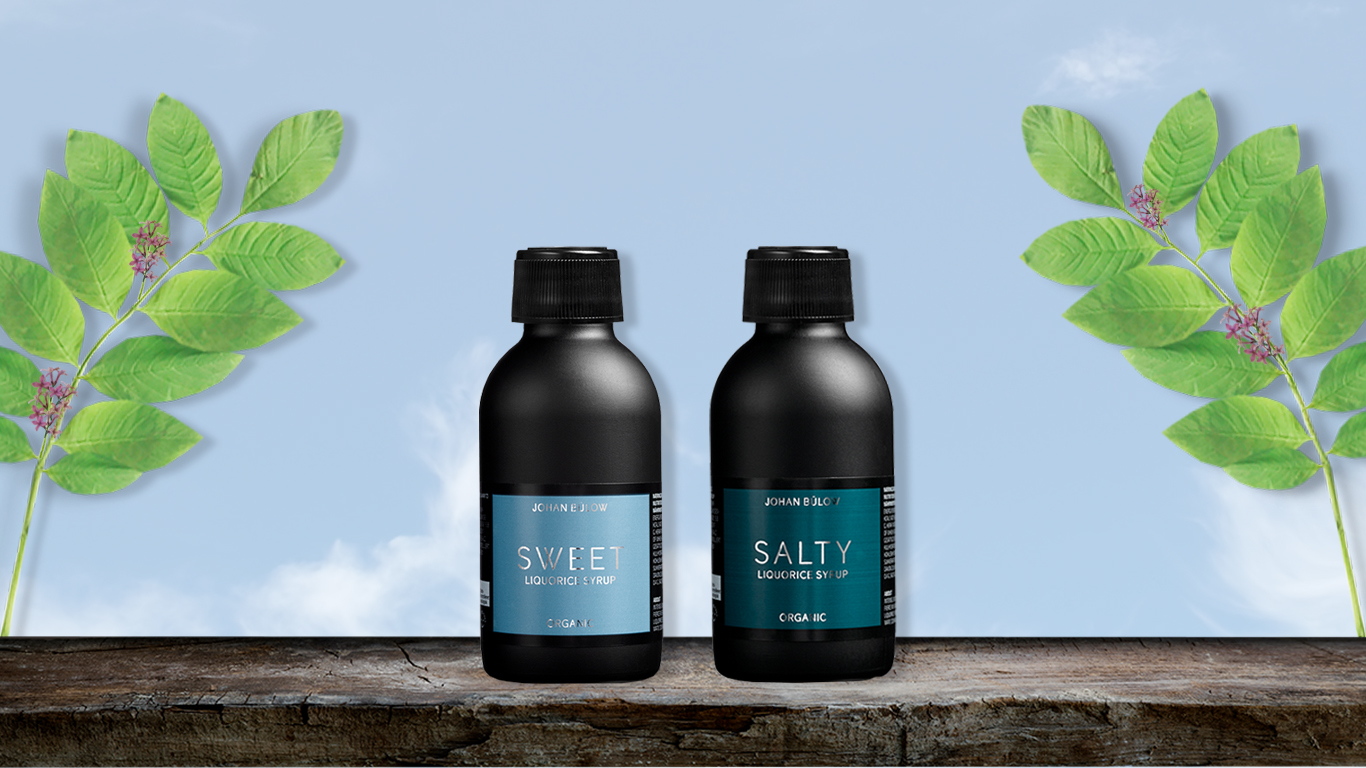 JOHAN BÜLOW
SWEET
LIQUORICE SYRUP
ORGANIC
JOHAN BÜLOW
SALTY
LIQUORICE SYRUP
ORGANIC